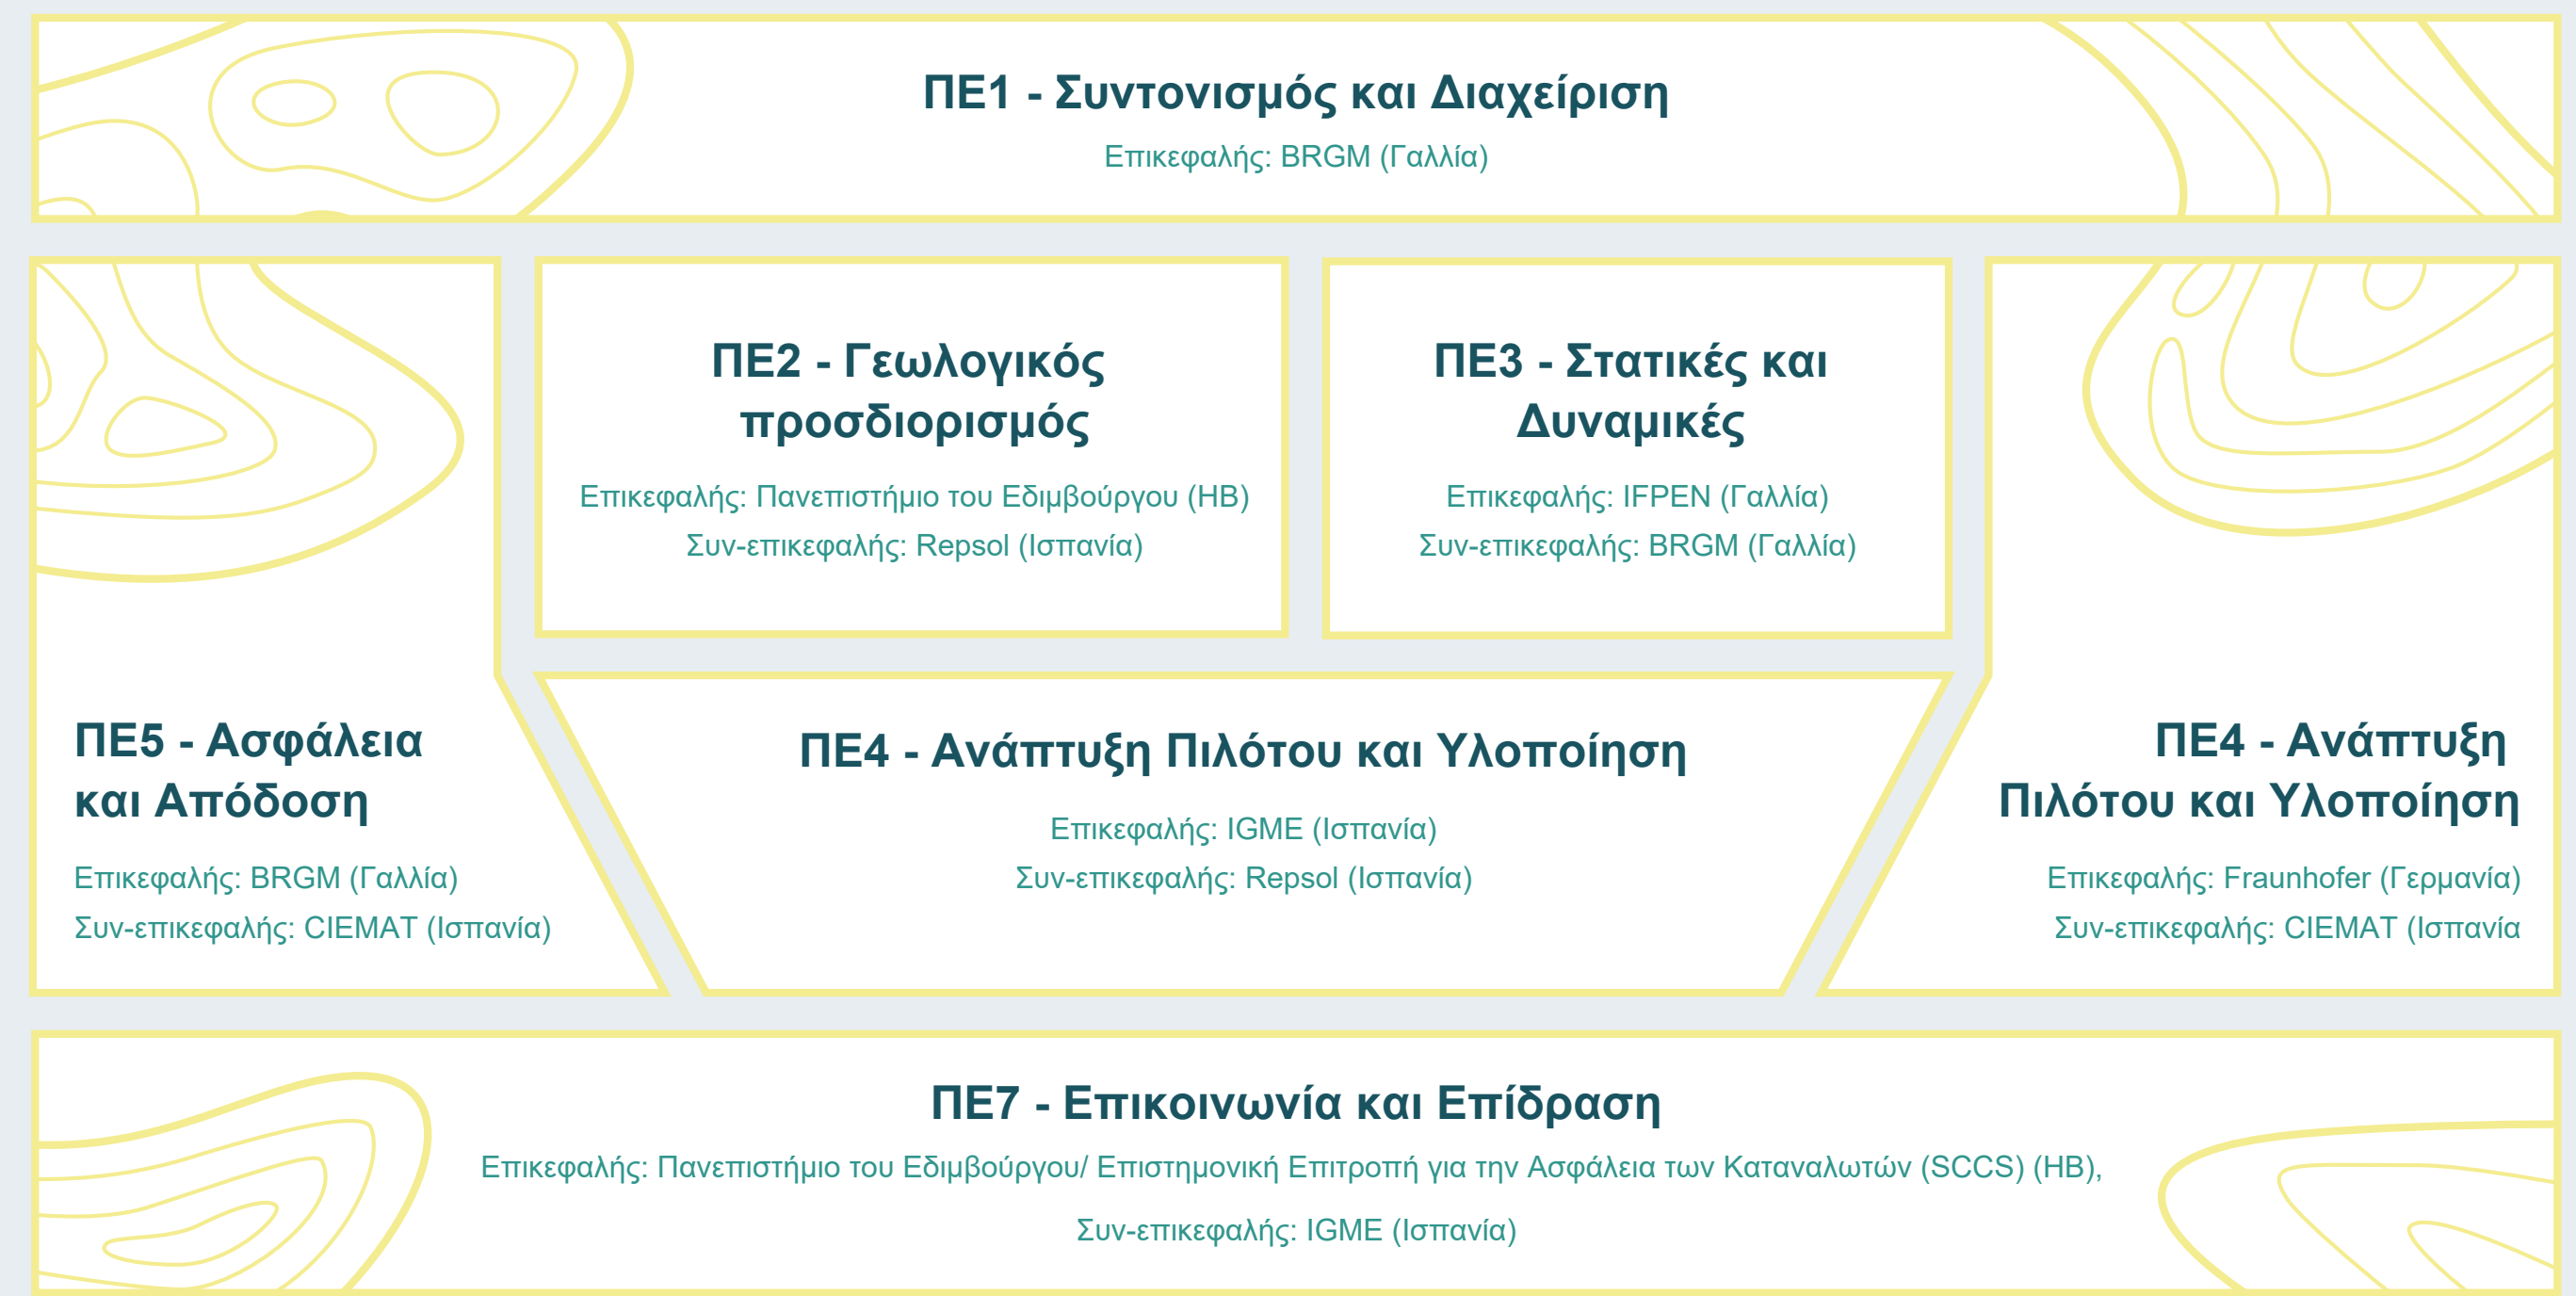 ΠΕ1 - Συντονισμός και Διαχείριση
Επικεφαλής: BRGM (Γαλλία)
ΠΕ2 - Γεωλογικός
προσδιορισμός
Επικεφαλής: Πανεπιστήμιο του Εδιμβούργου (ΗΒ)
Συν-επικεφαλής: Repsol (Ισπανία)
ΠΕ3 - Στατικές και
Δυναμικές
Επικεφαλής: IFPEN (Γαλλία)
Συν-επικεφαλής: BRGM (Γαλλία)
ΠΕ5 - Ασφάλεια
και Απόδοση
Επικεφαλής: BRGM (Γαλλία)
Συν-επικεφαλής: CIEMAT (Ισπανία)
ΠΕ4 - Ανάπτυξη Πιλότου και Υλοποίηση
Επικεφαλής: IGME (Ισπανία)
Συν-επικεφαλής: Repsol (Ισπανία)
ΠΕ4 - Ανάπτυξη
Πιλότου και Υλοποίηση
Επικεφαλής: Fraunhofer (Γερμανία)
Συν-επικεφαλής: CIEMAT (Ισπανία
ΠΕ7 - Επικοινωνία και Επίδραση
Επικεφαλής: Πανεπιστήμιο του Εδιμβούργου/ Επιστημονική Επιτροπή για την Ασφάλεια των Καταναλωτών (SCCS) (ΗΒ),
Συν-επικεφαλής: IGME (Ισπανία)